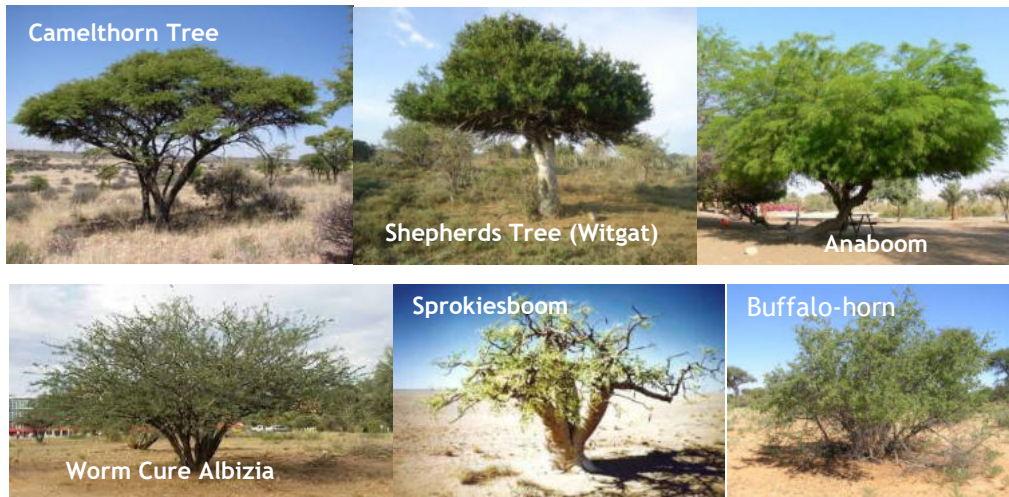 Camelthorn Tree
Shepherds Tree (Witgat)
Anaboom
Worm Cure Albizia
Sprokiesboom
Buffalo-horn